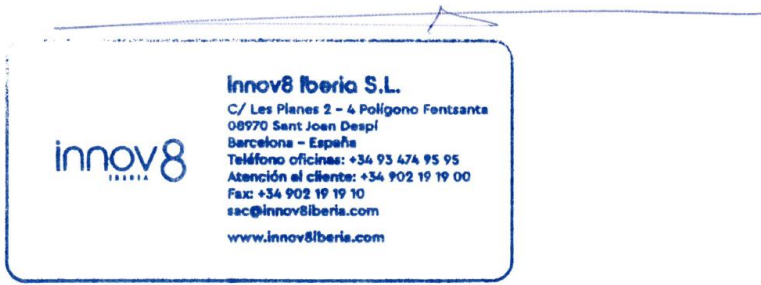 innov8
IBERIA
innov8 Iberia S.L.
C/ Les Planes 2 - 4 Polígono Fontsanta
08970 Sant Joan Despí
Barcelona - España
Teléfono oficinas: +34 93 474 95 95
Atención al cliente: +34 902 19 19 00
Fax: +34 902 19 19 10
sac@innov8iberia.com
www.innov8iberia.com